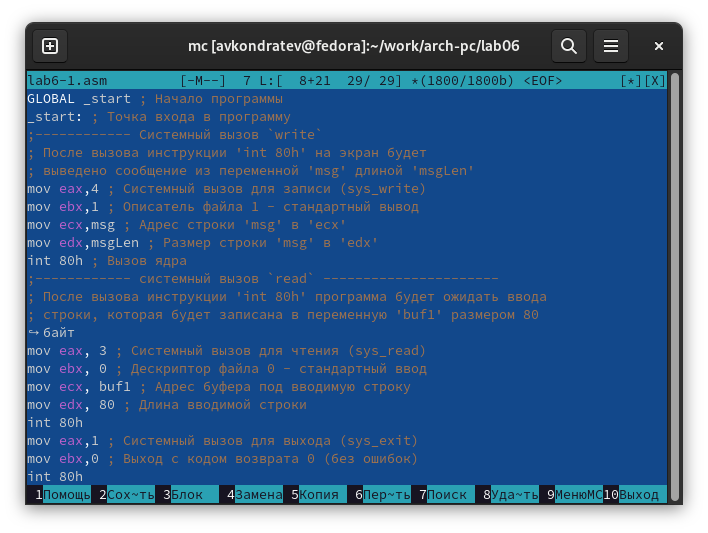 mc [avkondratev@fedora]:~/work/arch-pc/lab06
lab6-1.asm [-M--] 7 L:[ 8+21 29/ 29] *(1800/1800b) <EOF> [*][X]
GLOBAL _start ; Начало программы
_start: ; Точка входа в программу
;------------ Системный вызов `write`
; После вызова инструкции 'int 80h' на экран будет
; выведено сообщение из переменной 'msg' длиной 'msgLen'
mov eax,4 ; Системный вызов для записи (sys_write)
mov ebx,1 ; Описатель файла 1 - стандартный вывод
mov ecx,msg ; Адрес строки 'msg' в 'ecx'
mov edx,msgLen ; Размер строки 'msg' в 'edx'
int 80h ; Вызов ядра
;------------ системный вызов `read` ----------------------
; После вызова инструкции 'int 80h' программа будет ожидать ввода
; строки, которая будет записана в переменную 'buf1' размером 80
↪ байт
mov eax, 3 ; Системный вызов для чтения (sys_read)
mov ebx, 0 ; Дескриптор файла 0 - стандартный ввод
mov ecx, buf1 ; Адрес буфера под вводимую строку
mov edx, 80 ; Длина вводимой строки
int 80h
mov eax,1 ; Системный вызов для выхода (sys_exit)
mov ebx,0 ; Выход с кодом возврата 0 (без ошибок)
int 80h
1Помощь 2Сох~ть 3Блок 4Замена 5Копия 6Пер~ть 7Поиск 8Уда~ть 9МенюMC 10Выход